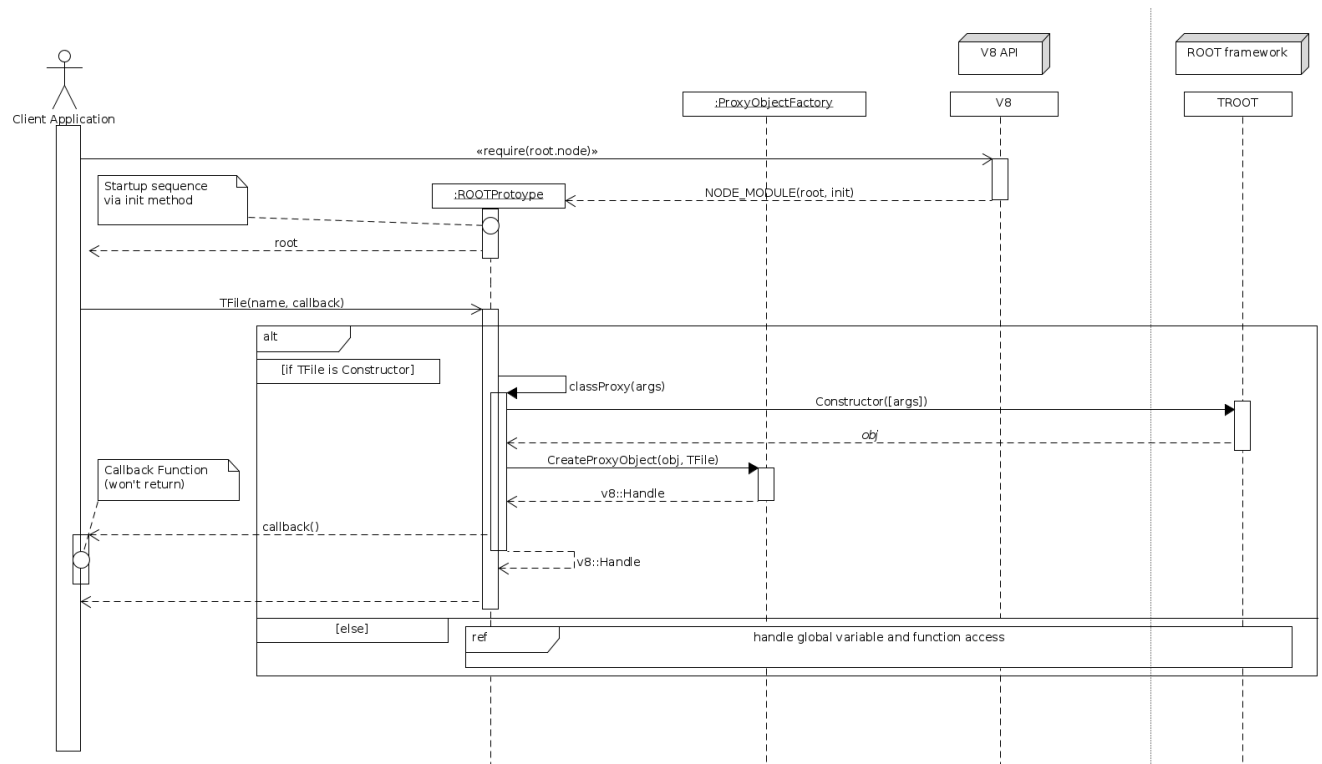 V8 API
ROOT framework
Client Application
:ProxyObjectFactory
V8
TROOT
«require(root.node)»
Startup sequence
via init method
:ROOTProtoype
NODE_MODULE(root, init)
root
TFile(name, callback)
alt
[if TFile is Constructor]
classProxy(args)
Constructor([args])
obj
CreateProxyObject(obj, TFile)
Callback Function
(won't return)
v8::Handle
callback()
v8::Handle
[else]
ref
handle global variable and function access